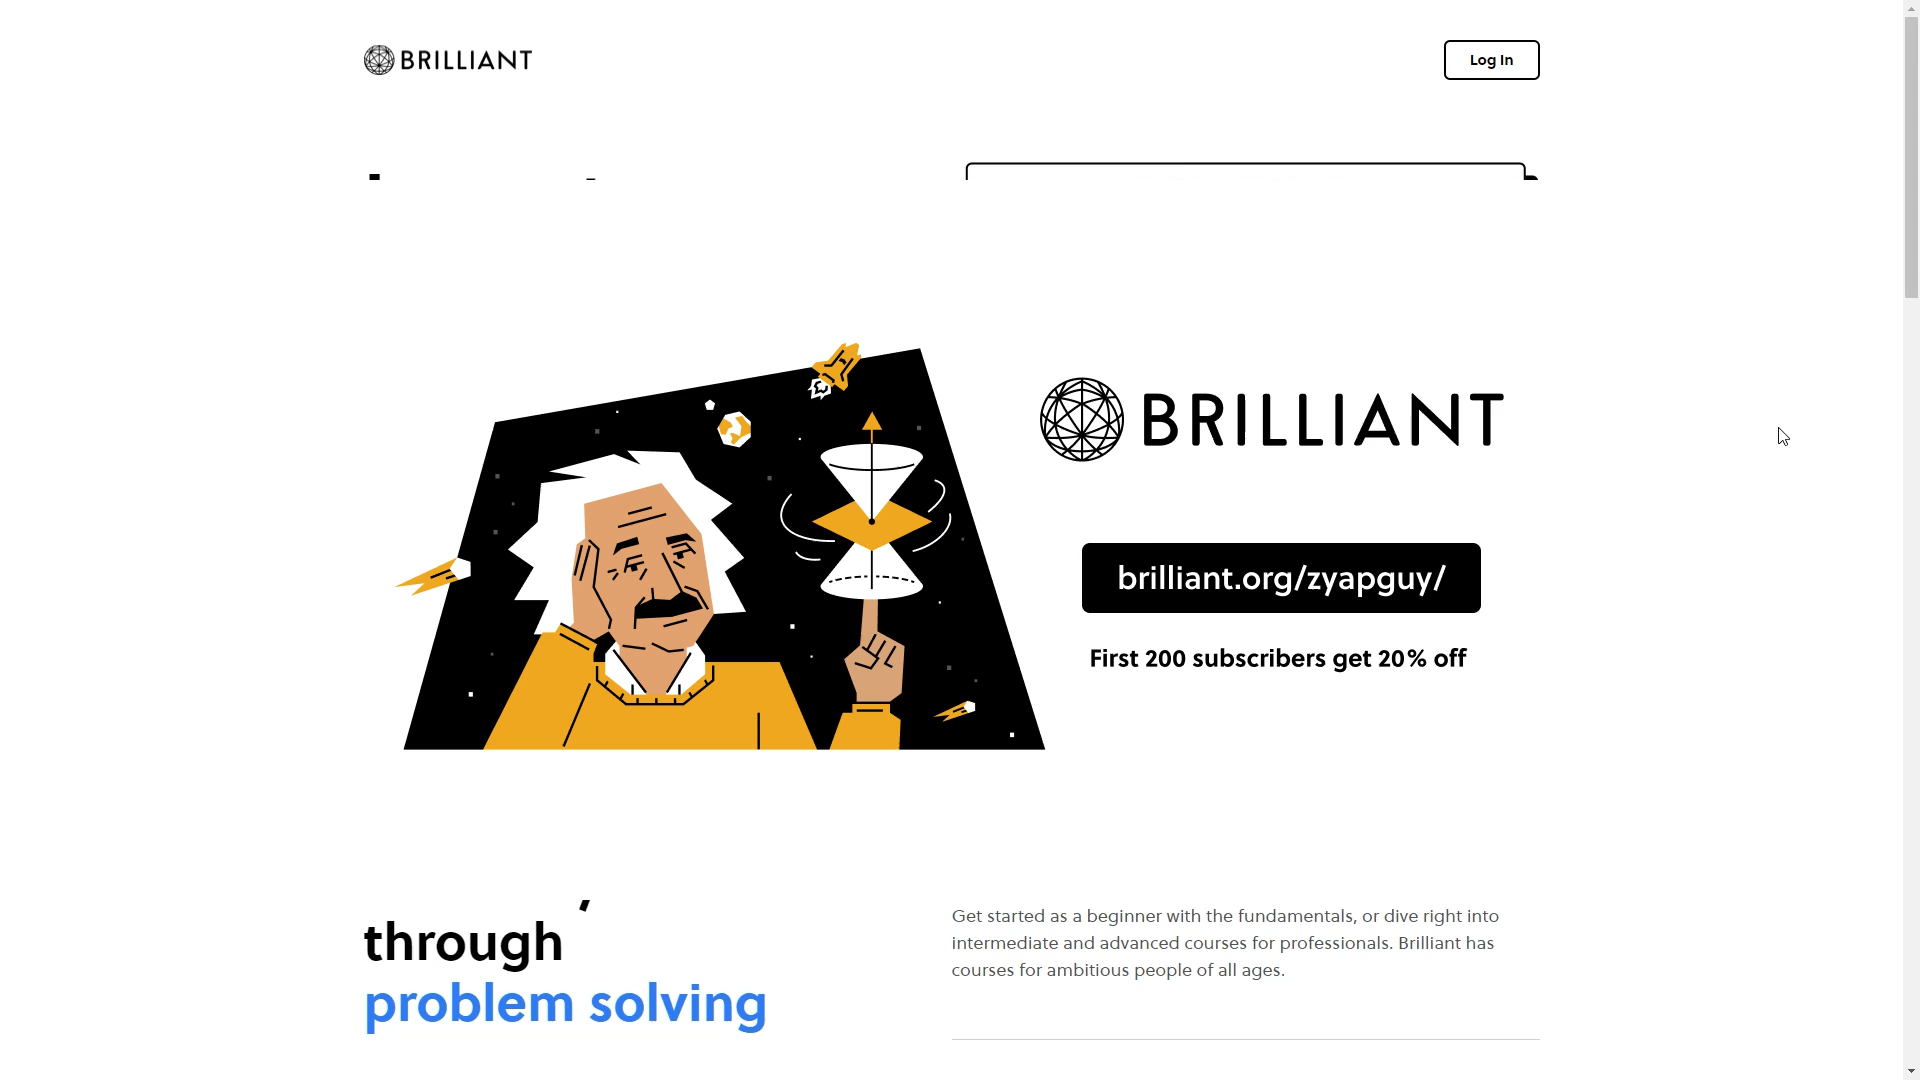 BRILLIANT
Log In
BRILLIANT
brilliant.org/zyapguy/
First 200 subscribers get 20% off
through
problem solving
Get started as a beginner with the fundamentals, or dive right into
intermediate and advanced courses for professionals. Brilliant has
courses for ambitious people of all ages.